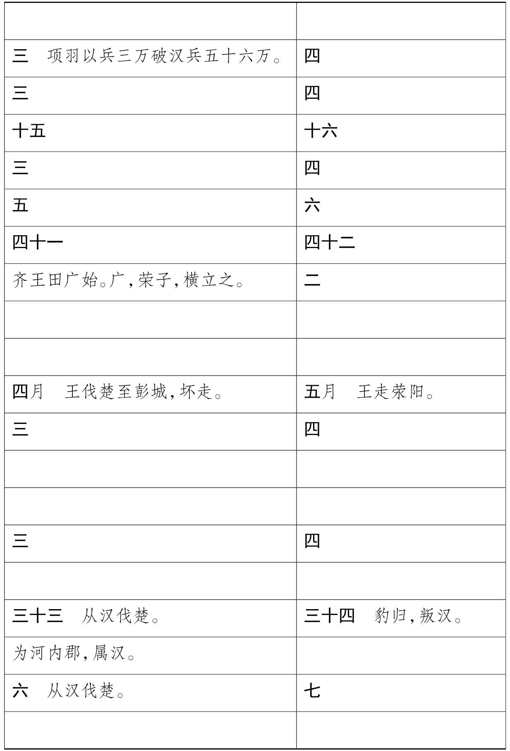 三　项羽以兵三万破汉兵五十六万。　四
三　四
十五　十六
三　四
五　六
四十一　四十二
齐王田广始。广，荣子，横立之。　二
四月　王伐楚至彭城，坏走。　五月　王走荥阳。
三　四
三　四
三十三　从汉伐楚。　三十四　豹归，叛汉。
为河内郡，属汉。
六　从汉伐楚。　七